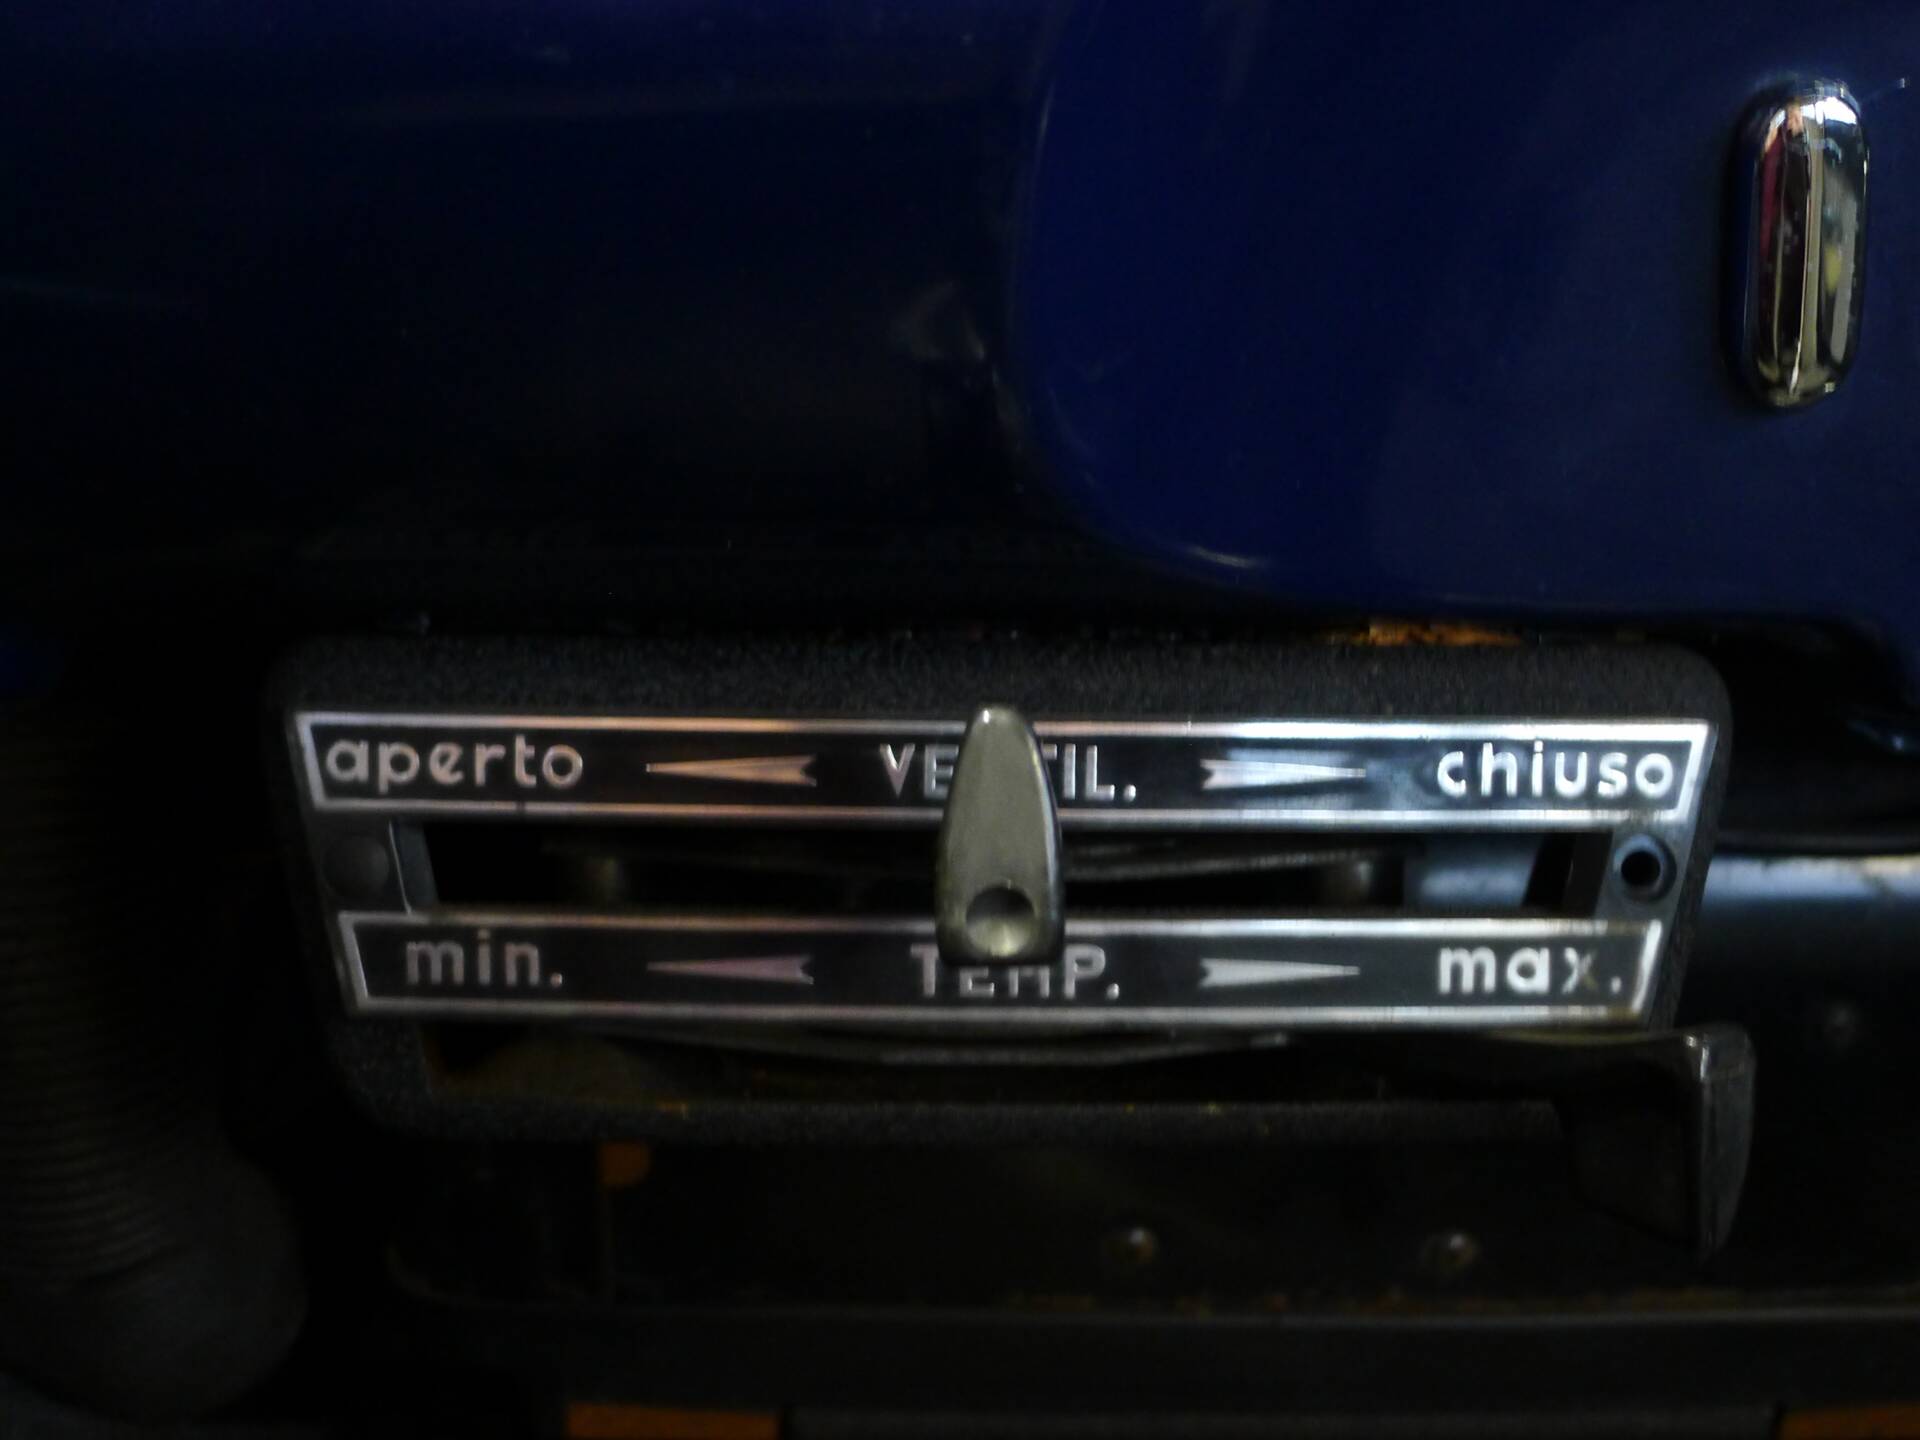 aperto VENTIL. chiuso
min. TEMP. max.